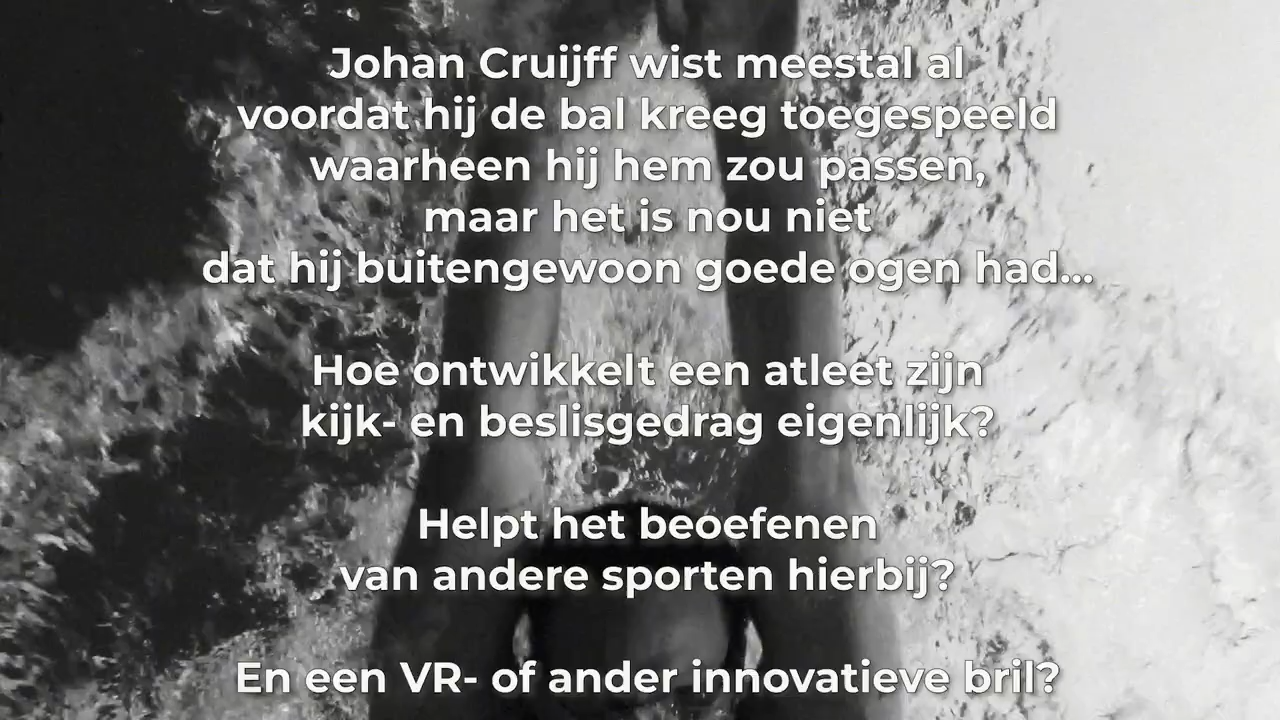 Johan Cruijff wist meestal al
voordat hij de bal kreeg toegespeeld
waarheen hij hem zou passen,
maar het is nou niet
dat hij buitengewoon goede ogen had...
Hoe ontwikkelt een atleet zijn
kijk- en beslisgedrag eigenlijk?
Helpt het beoefenen
van andere sporten hierbij?
En een VR- of ander innovatieve bril?